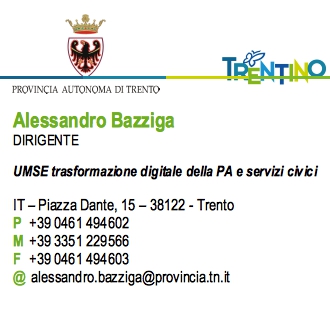 TRENTINO
PROVINCIA AUTONOMA DI TRENTO
Alessandro Bazziga
DIRIGENTE
UMSE trasformazione digitale della PA e servizi civici
IT – Piazza Dante, 15 – 38122 - Trento
P +39 0461 494602
M +39 3351 229566
F +39 0461 494603
@ alessandro.bazziga@provincia.tn.it